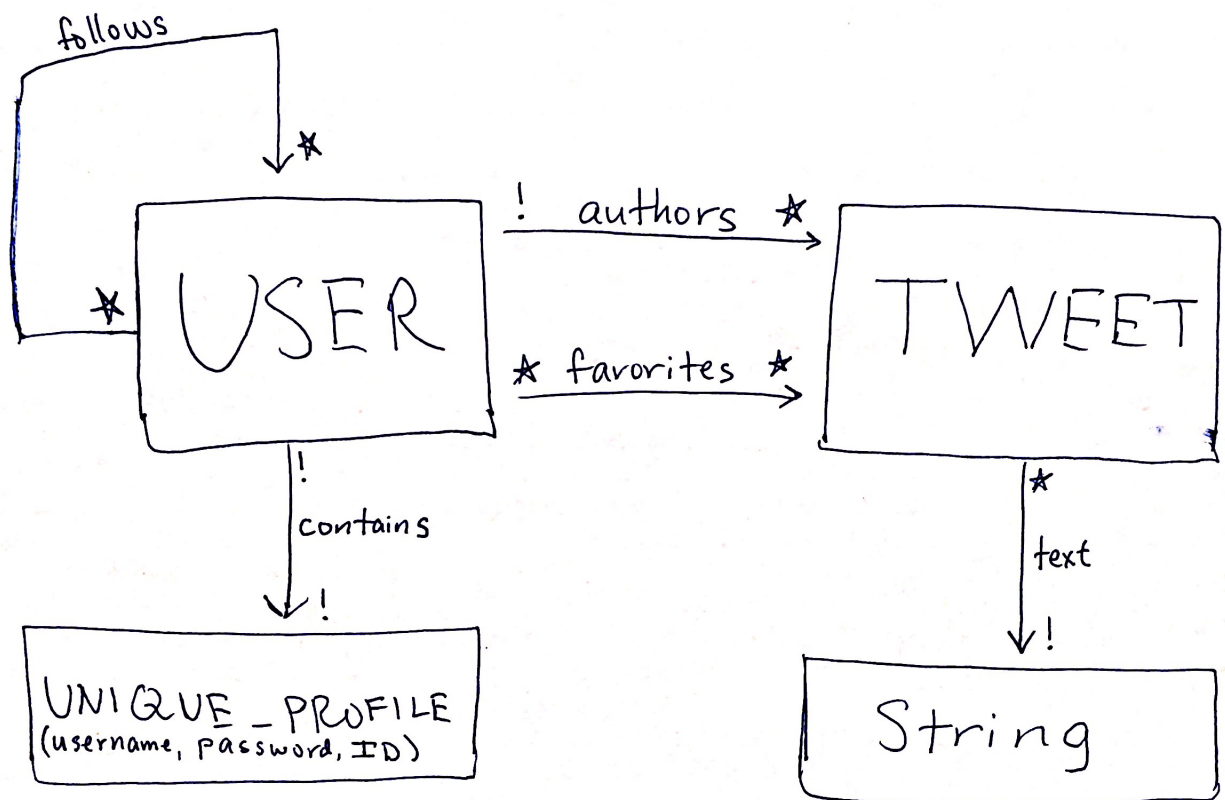 follows
*
! authors *
*
USER
TWEET
* favorites *
!
*
contains
text
!
!
UNIQUE_PROFILE
(username, password, ID)
String